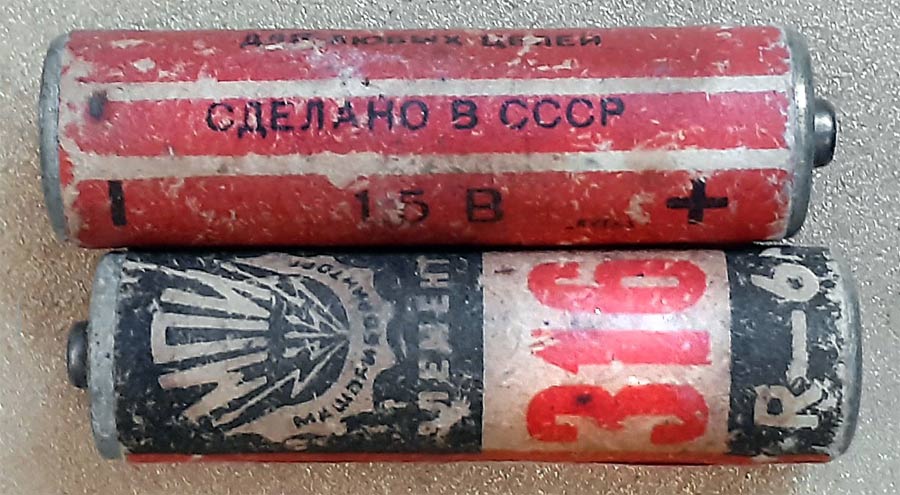 ДЛЯ ЛЮБЫХ ЦЕЛЕЙ
СДЕЛАНО В СССР
- 1,5 В +
ЭЛЕМЕНТ
316
R-6